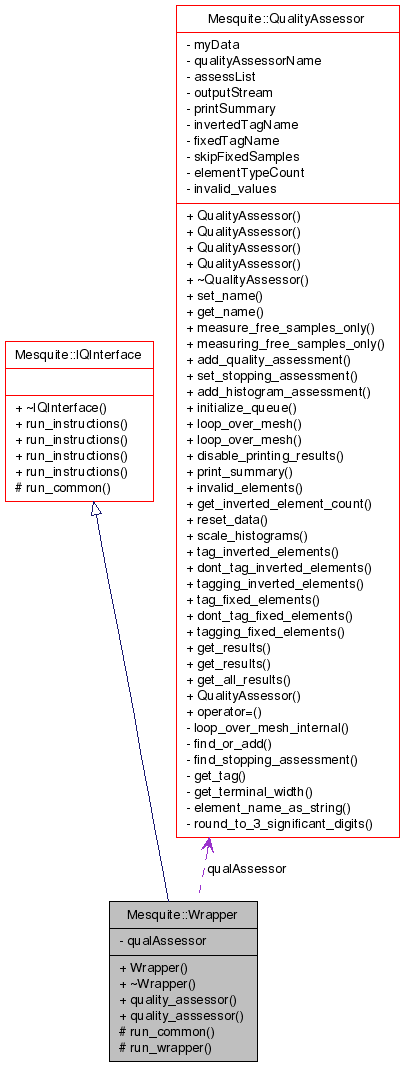 Mesquite::QualityAssessor
- myData
- qualityAssessorName
- assessList
- outputStream
- printSummary
- invertedTagName
- fixedTagName
- skipFixedSamples
- elementTypeCount
- invalid_values
+ QualityAssessor()
+ QualityAssessor()
+ QualityAssessor()
+ QualityAssessor()
+ ~QualityAssessor()
+ set_name()
+ get_name()
+ measure_free_samples_only()
+ measuring_free_samples_only()
+ add_quality_assessment()
+ set_stopping_assessment()
+ add_histogram_assessment()
+ initialize_queue()
+ loop_over_mesh()
+ loop_over_mesh()
+ disable_printing_results()
+ print_summary()
+ invalid_elements()
+ get_inverted_element_count()
+ reset_data()
+ scale_histograms()
+ tag_inverted_elements()
+ dont_tag_inverted_elements()
+ tagging_inverted_elements()
+ tag_fixed_elements()
+ dont_tag_fixed_elements()
+ tagging_fixed_elements()
+ get_results()
+ get_results()
+ get_all_results()
+ QualityAssessor()
+ operator=()
- loop_over_mesh_internal()
- find_or_add()
- find_stopping_assessment()
- get_tag()
- get_terminal_width()
- element_name_as_string()
- round_to_3_significant_digits()
Mesquite::IQInterface
+ ~IQInterface()
+ run_instructions()
+ run_instructions()
+ run_instructions()
+ run_instructions()
# run_common()
qualAssessor
Mesquite::Wrapper
- qualAssessor
+ Wrapper()
+ ~Wrapper()
+ quality_assessor()
+ quality_asssessor()
# run_common()
# run_wrapper()